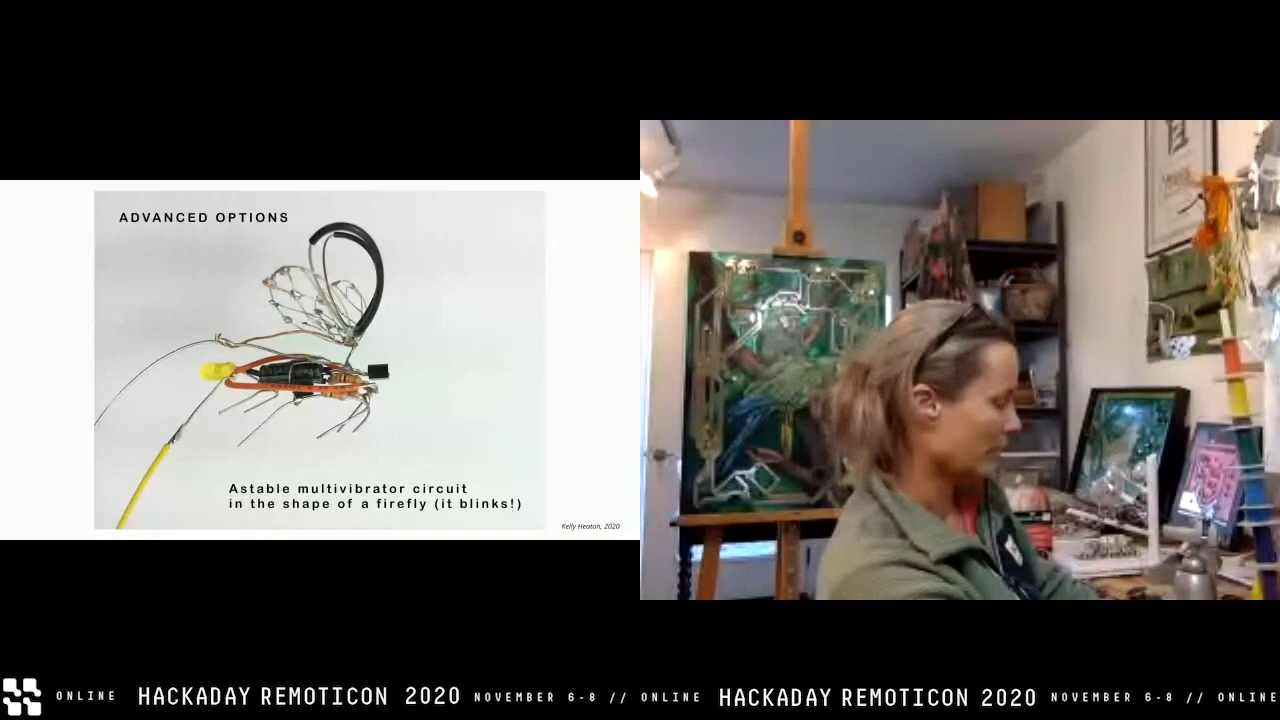 ADVANCED OPTIONS
Astable multivibrator circuit
in the shape of a firefly (it blinks!)
Kelly Heaton, 2020
ONLINE HACKADAY REMOTICON 2020 NOVEMBER 6-8 // ONLINE HACKADAY REMOTICON 2020 NOVEMBER 6-8 // ONLINE